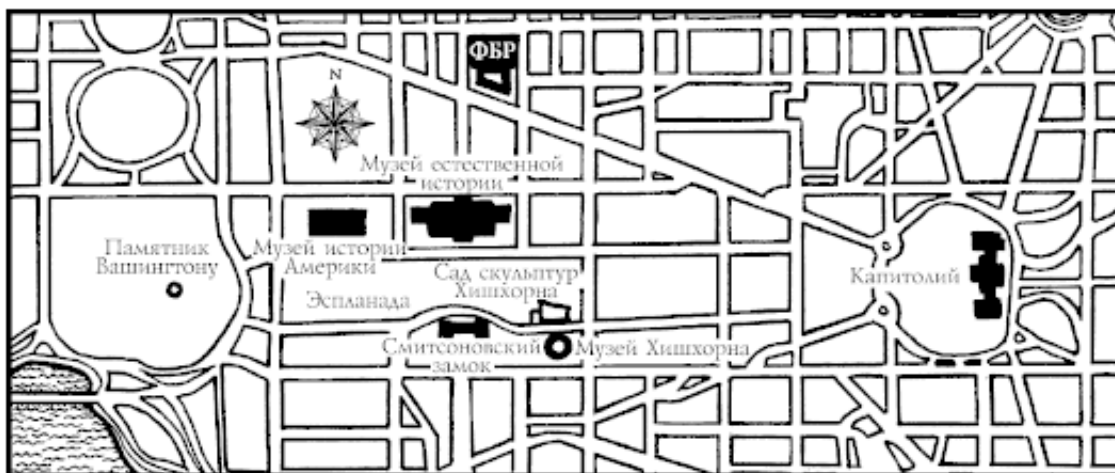 ФБР
N
Музей естественной
истории
Памятник
Вашингтону
Музей истории
Америки
Сад скульптур
Хишхорна
Эспланада
Капитолий
Смитсоновский
замок
Музей Хишхорна